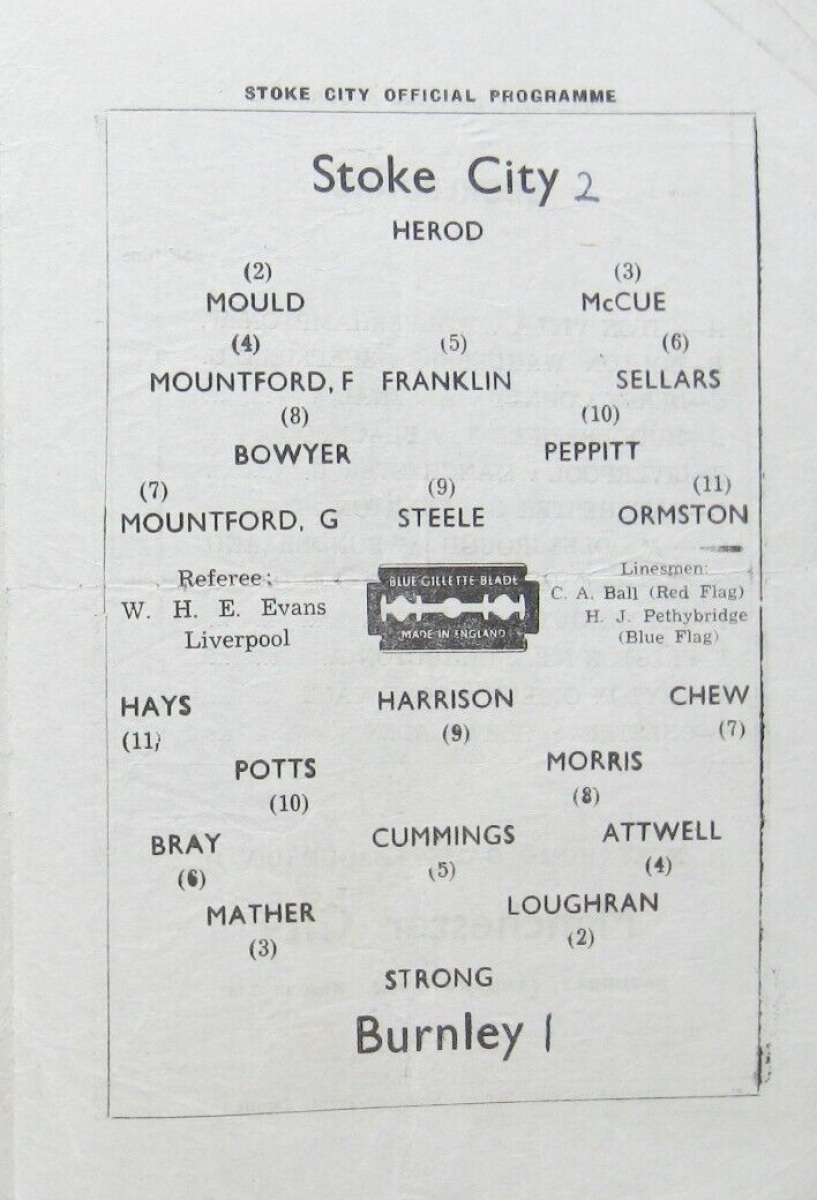 STOKE CITY OFFICIAL PROGRAMME
Stoke City 2
HEROD
(2) (3)
MOULD McCUE
(4) (5) (6)
MOUNTFORD, F FRANKLIN SELLARS
(8) (10)
BOWYER PEPPITT
(7) (9) (11)
MOUNTFORD, G STEELE ORMSTON
Referee:
W. H. E. Evans
Liverpool
BLUE GILLETTE BLADE
MADE IN ENGLAND
Linesmen:
C. A. Ball (Red Flag)
H. J. Pethybridge
(Blue Flag)
HAYS HARRISON CHEW
(11) (9) (7)
POTTS MORRIS
(10) (8)
BRAY CUMMINGS ATTWELL
(6) (5) (4)
MATHER LOUGHRAN
(3) (2)
STRONG
Burnley 1